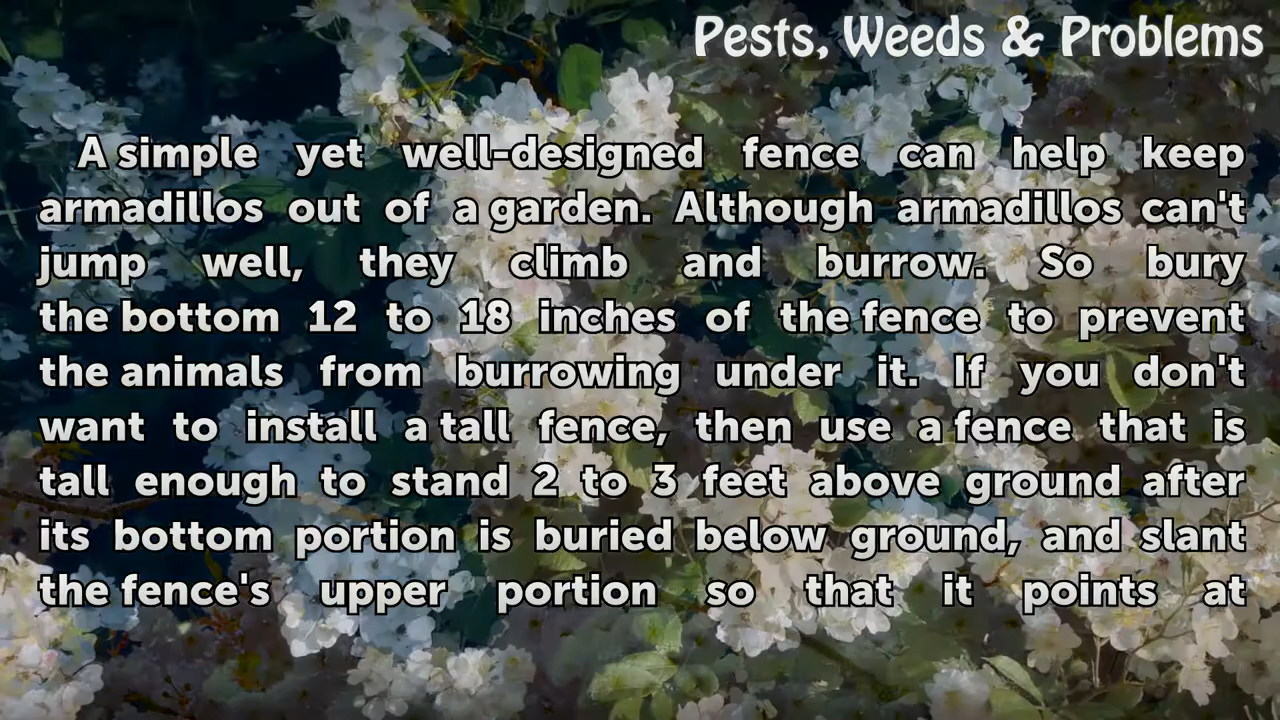 Pests, Weeds & Problems
A simple yet well-designed fence can help keep
armadillos out of a garden. Although armadillos can't
jump well, they climb and burrow. So bury
the bottom 12 to 18 inches of the fence to prevent
the animals from burrowing under it. If you don't
want to install a tall fence, then use a fence that is
tall enough to stand 2 to 3 feet above ground after
its bottom portion is buried below ground, and slant
the fence's upper portion so that it points at